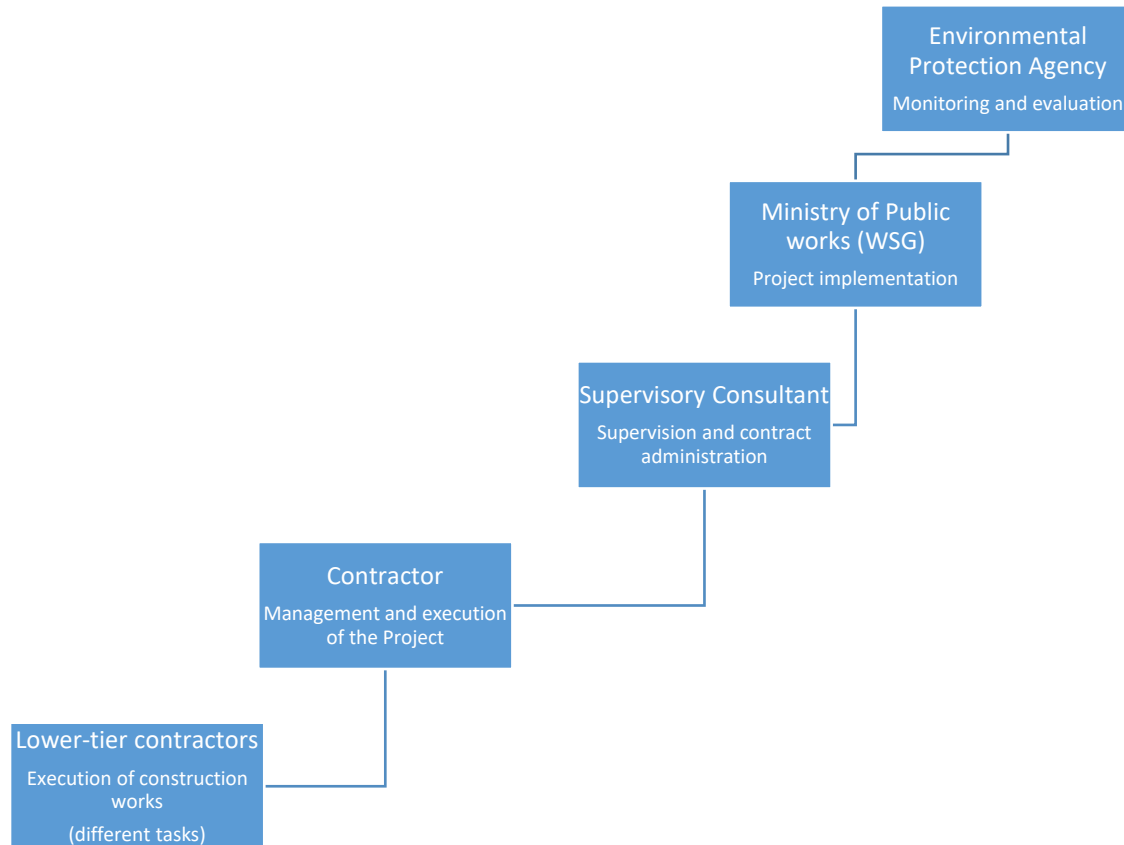 Environmental
Protection Agency
Monitoring and evaluation
Ministry of Public
works (WSG)
Project implementation
Supervisory Consultant
Supervision and contract
administration
Contractor
Management and execution
of the Project
Lower-tier contractors
Execution of construction
works
(different tasks)